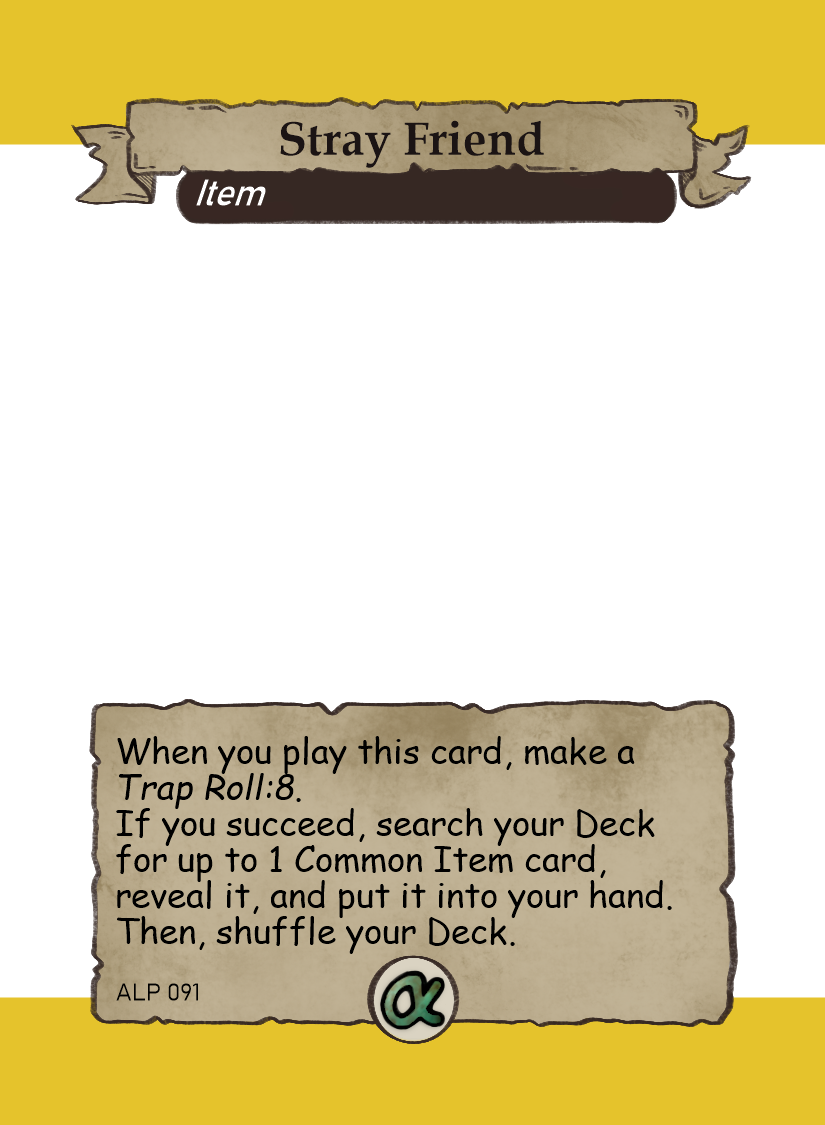 Stray Friend
Item
When you play this card, make a
Trap Roll:8.
If you succeed, search your Deck
for up to 1 Common Item card,
reveal it, and put it into your hand.
Then, shuffle your Deck.
ALP 091
α